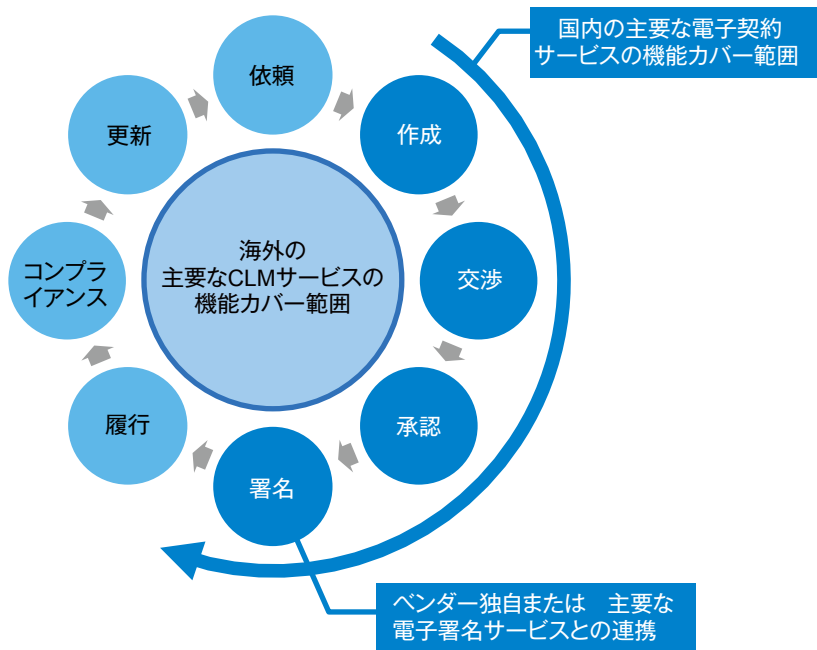 国内の主要な電子契約
サービスの機能カバー範囲
依頼
作成
交渉
承認
署名
履行
コンプラ
イアンス
更新
海外の
主要なCLMサービスの
機能カバー範囲
ベンダー独自または　主要な
電子署名サービスとの連携